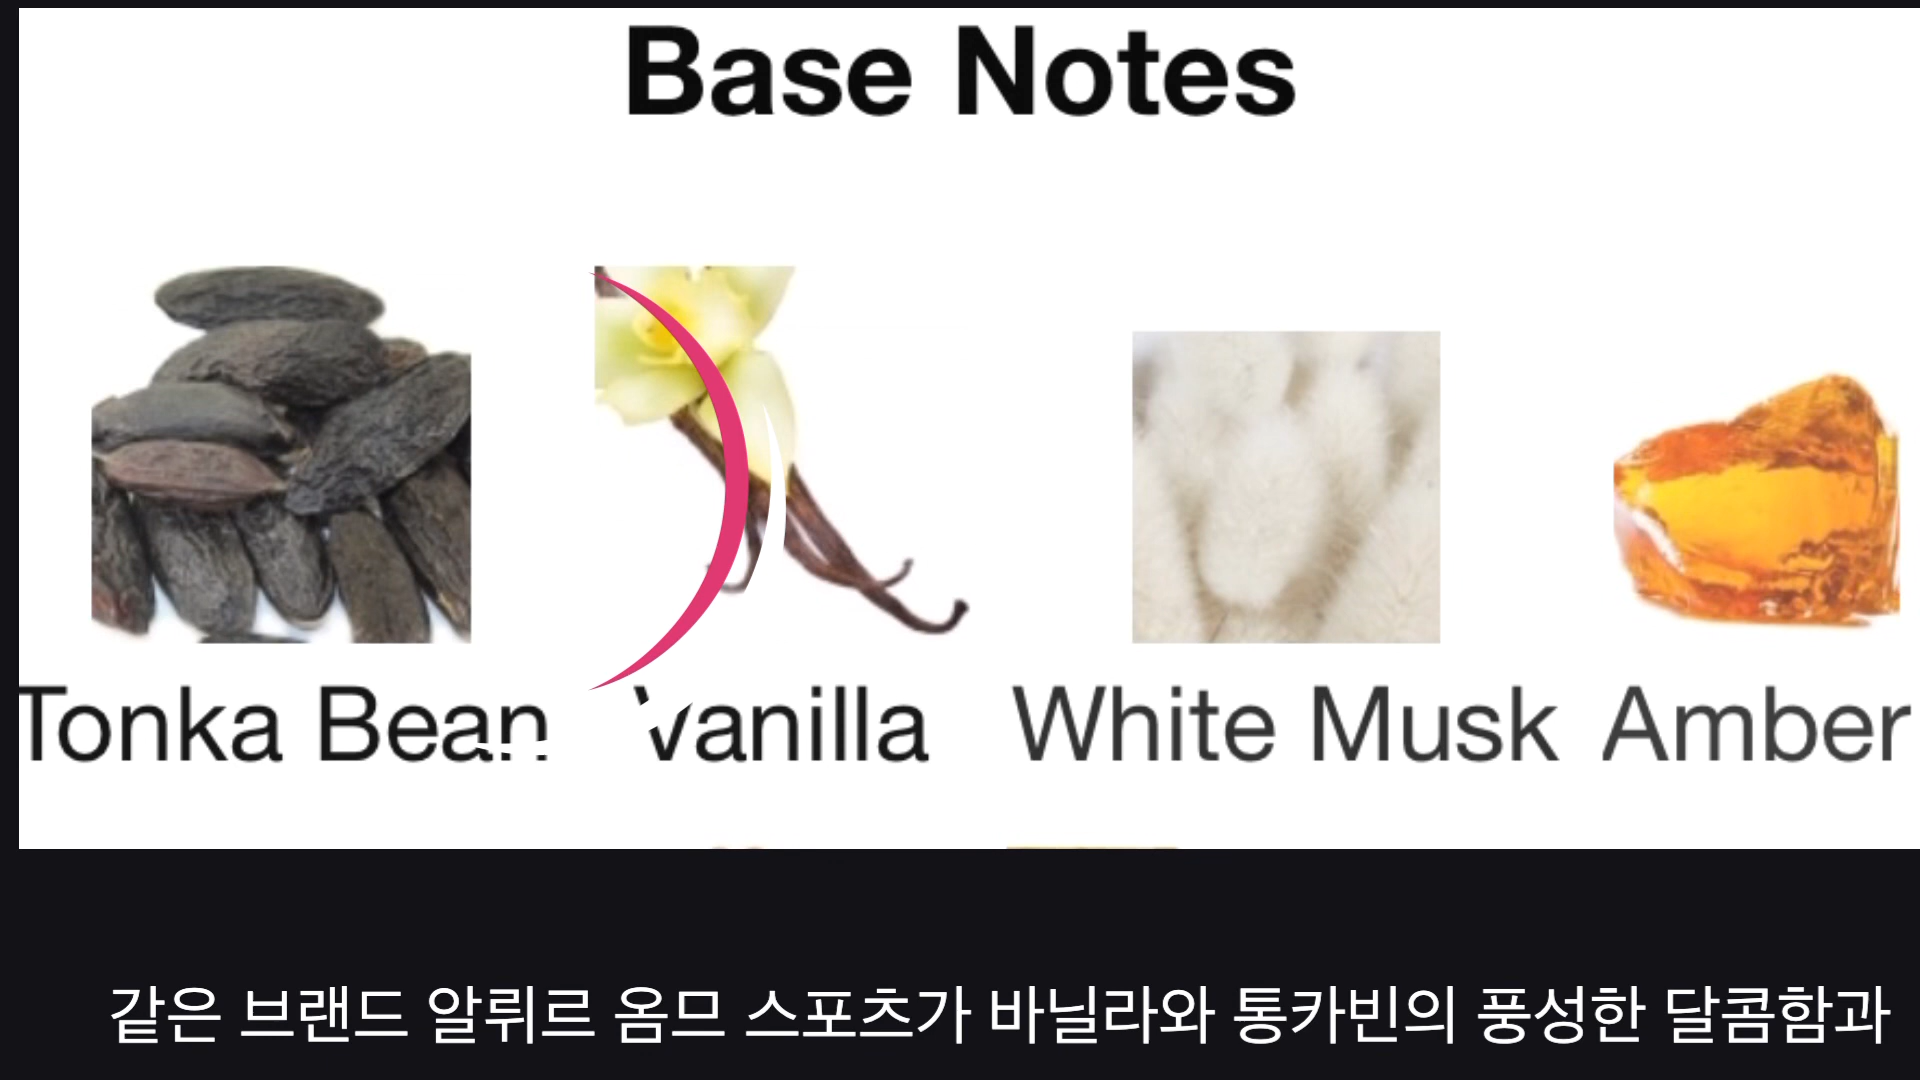 Base Notes
Tonka Bean Vanilla White Musk Amber
같은 브랜드 알뤼르 옴므 스포츠가 바닐라와 통카빈의 풍성한 달콤함과